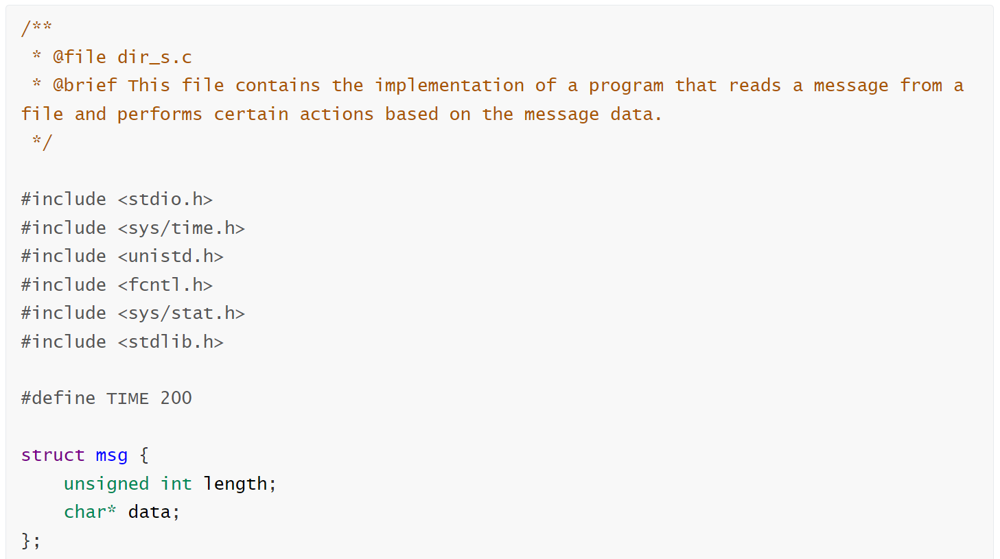 /**
 * @file dir_s.c
 * @brief This file contains the implementation of a program that reads a message from a
file and performs certain actions based on the message data.
 */

#include <stdio.h>
#include <sys/time.h>
#include <unistd.h>
#include <fcntl.h>
#include <sys/stat.h>
#include <stdlib.h>

#define TIME 200

struct msg {
    unsigned int length;
    char* data;
};